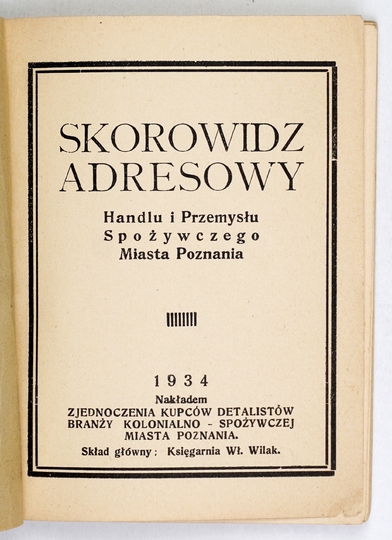 SKOROWIDZ
ADRESOWY
Handlu i Przemysłu
Spożywczego
Miasta Poznania
1934
Nakładem
ZJEDNOCZENIA KUPCÓW DETALISTÓW
BRANŻY KOLONIALNO - SPOŻYWCZEJ
MIASTA POZNANIA.
Skład główny: Księgarnia Wł. Wilak.